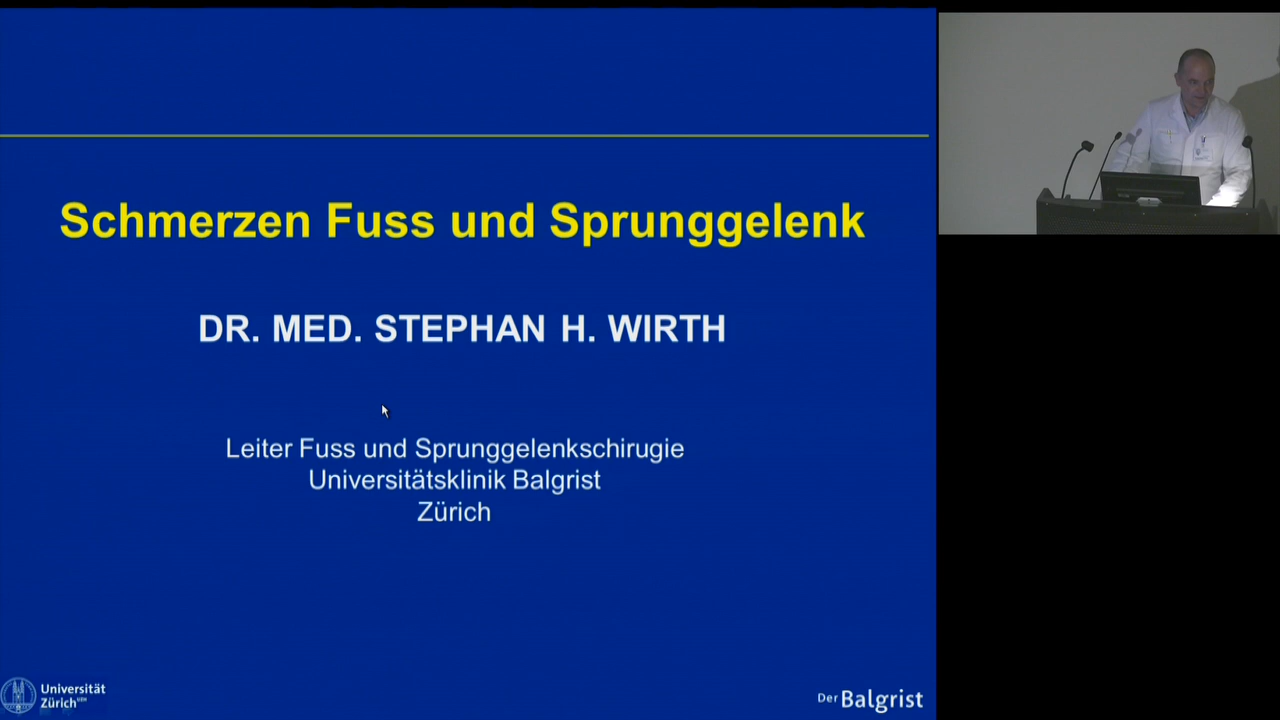 Schmerzen Fuss und Sprunggelenk
DR. MED. STEPHAN H. WIRTH
Leiter Fuss und Sprunggelenkschirugie
Universitätsklinik Balgrist
Zürich
Universität
Zürich UZH
Der Balgrist